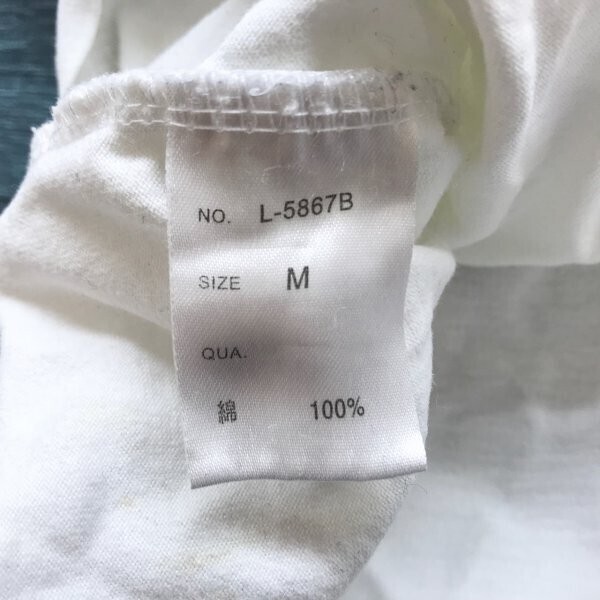 NO. L-5867B
SIZE M
QUA.
綿 100%